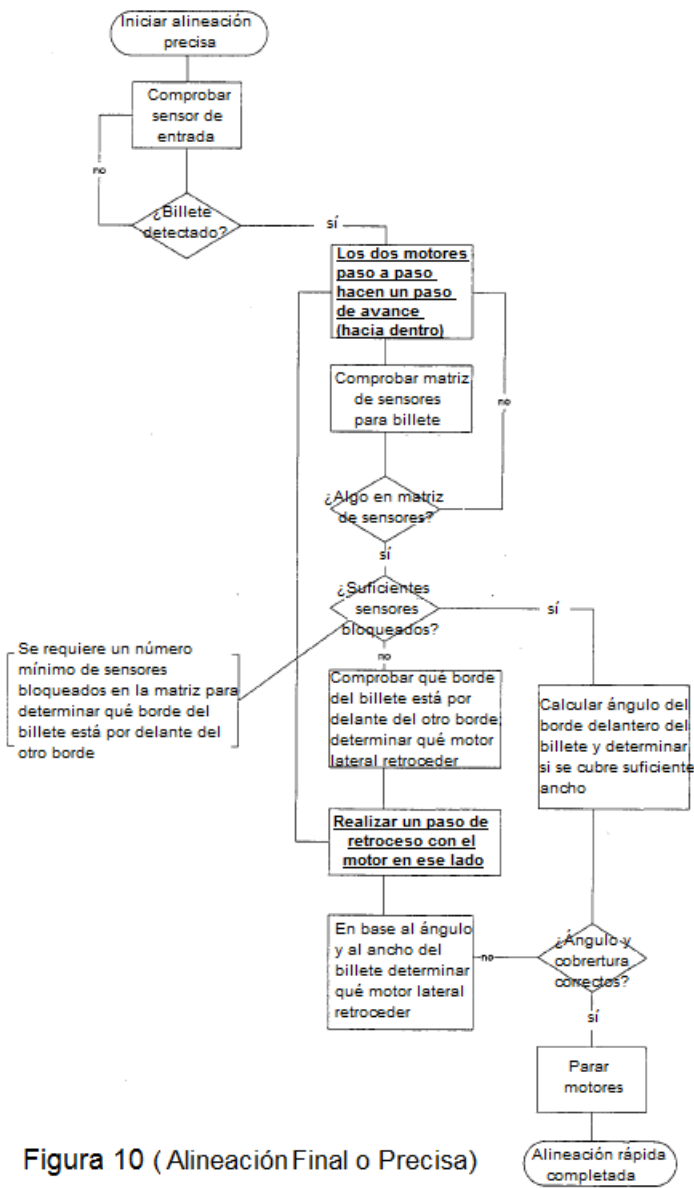 Iniciar alineación
precisa
Comprobar
sensor de
entrada
no
¿Billete
detectado?
sí
Los dos motores
paso a paso
hacen un paso
de avance
(hacia dentro)
Comprobar matriz
de sensores
para billete
no
¿Algo en matriz
de sensores?
sí
¿Suficientes
sensores
bloqueados?
sí
no
Se requiere un número
mínimo de sensores
bloqueados en la matriz para
determinar qué borde del
billete está por delante del
otro borde
Comprobar qué borde
del billete está por
delante del otro borde,
determinar qué motor
lateral retroceder
Calcular ángulo del
borde delantero del
billete y determinar
si se cubre suficiente
ancho
Realizar un paso de
retroceso con el
motor en ese lado
En base al ángulo
y al ancho del
billete determinar
qué motor lateral
retroceder
no
¿Ángulo y
cobrertura
correctos?
sí
Parar
motores
Alineación rápida
completada
Figura 10 ( Alineación Final o Precisa)